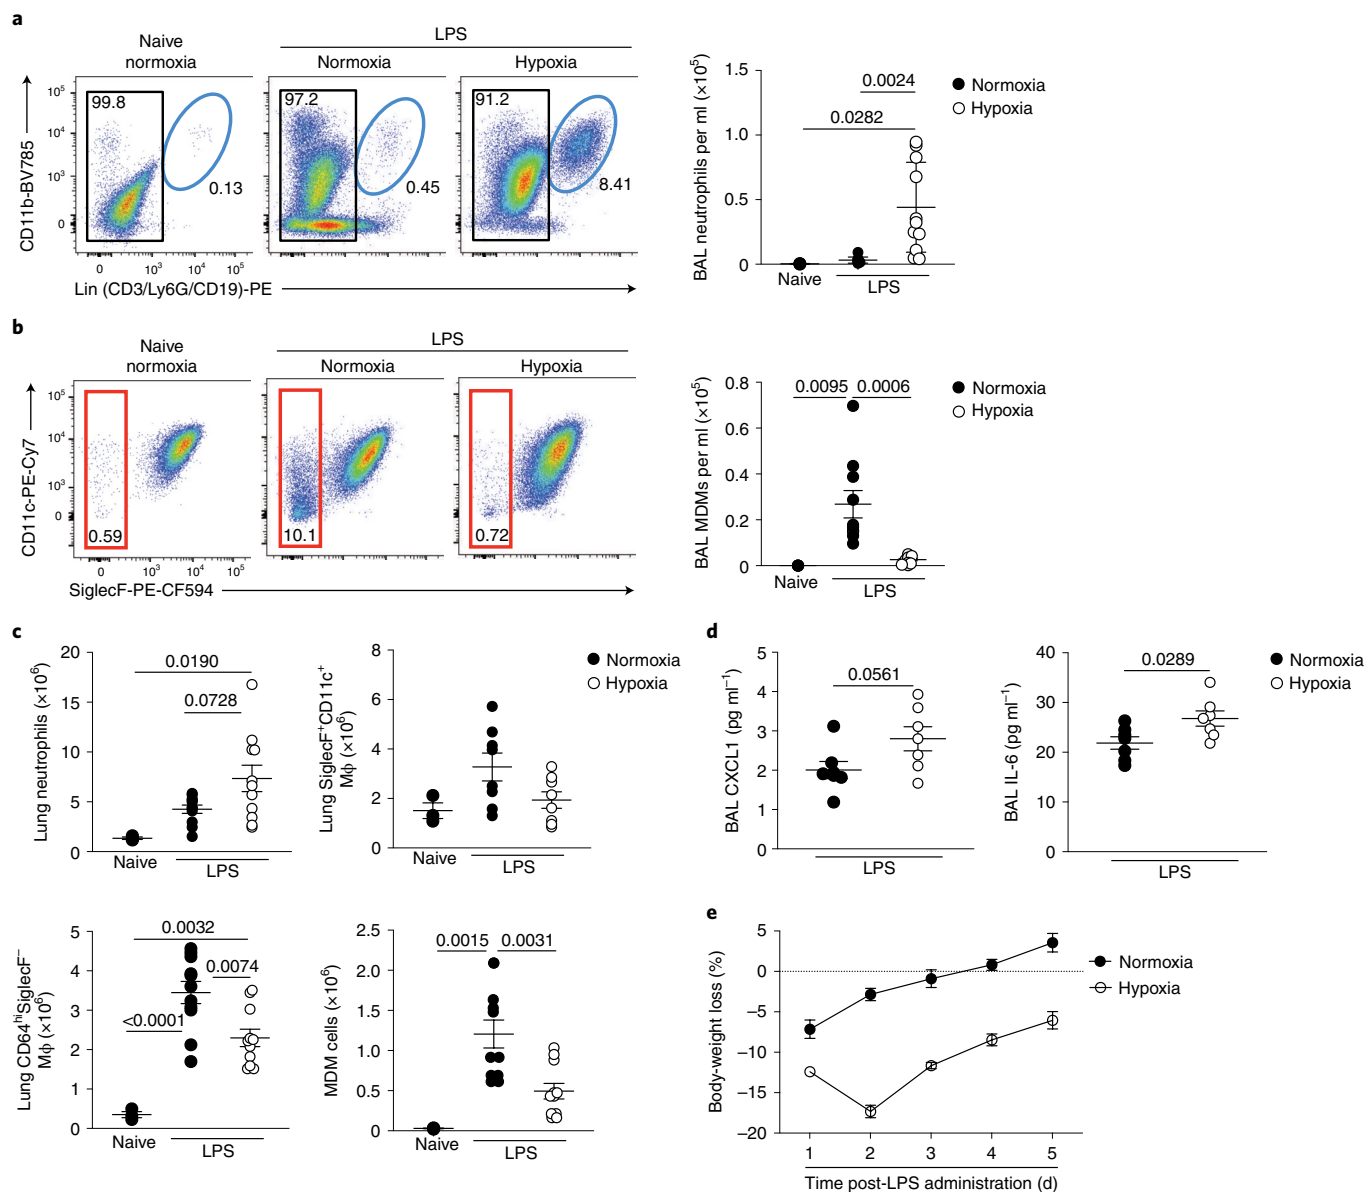 a
LPS
Naive
normoxia
Normoxia
Hypoxia
CD11b-BV785
10⁵
10⁴
10³
0
99.8
0.13
97.2
0.45
91.2
8.41
0
10³
10⁴
10⁵
Lin (CD3/Ly6G/CD19)-PE
BAL neutrophils per ml (×10⁵)
1.5
1.0
0.5
0
0.0024
0.0282
Normoxia
Hypoxia
Naive
LPS
b
LPS
Naive
normoxia
Normoxia
Hypoxia
CD11c-PE-Cy7
10⁵
10⁴
10³
0
0.59
10.1
0.72
10³
10⁴
10⁵
0
SiglecF-PE-CF594
BAL MDMs per ml (×10⁵)
0.8
0.6
0.4
0.2
0
0.0095
0.0006
Normoxia
Hypoxia
Naive
LPS
c
Lung neutrophils (×10⁶)
20
15
10
5
0
0.0190
0.0728
Naive
LPS
Lung SiglecF⁺CD11c⁺
Mϕ (×10⁶)
8
6
4
2
0
Normoxia
Hypoxia
Naive
LPS
Lung CD64ʰⁱSiglecF⁻
Mϕ (×10⁶)
5
4
3
2
1
0
0.0032
0.0074
<0.0001
Naive
LPS
MDM cells (×10⁶)
2.5
2.0
1.5
1.0
0.5
0
0.0015
0.0031
Naive
LPS
d
BAL CXCL1 (pg ml⁻¹)
5
4
3
2
1
0
0.0561
LPS
BAL IL-6 (pg ml⁻¹)
40
30
20
10
0
0.0289
LPS
Normoxia
Hypoxia
e
Body-weight loss (%)
5
0
−5
−10
−15
−20
Normoxia
Hypoxia
1 2 3 4 5
Time post-LPS administration (d)